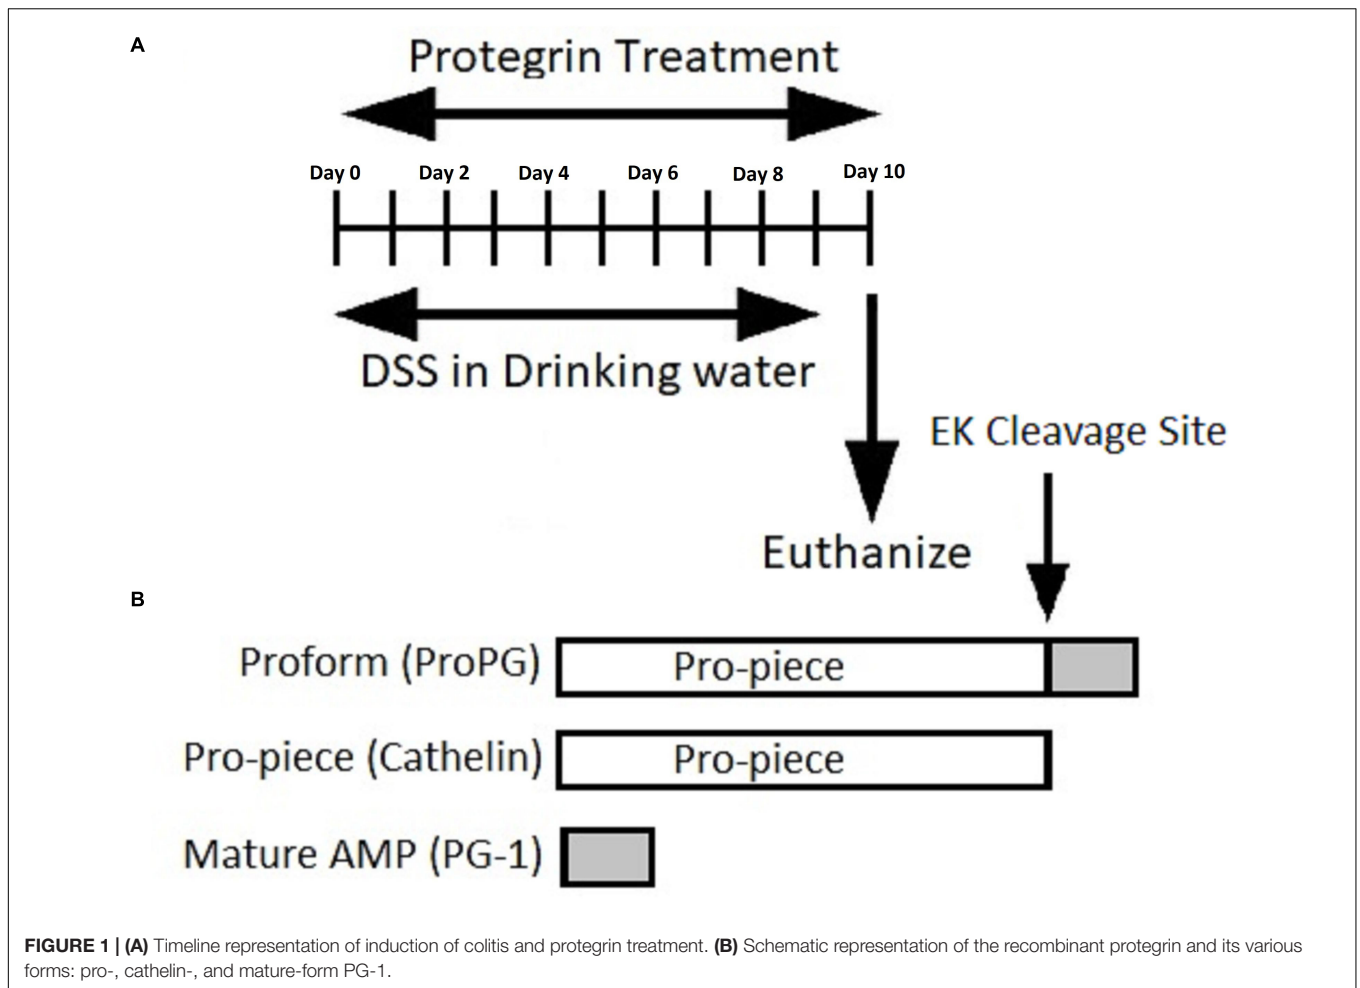 A
Protegrin Treatment
Day 0 Day 2 Day 4 Day 6 Day 8 Day 10
DSS in Drinking water
EK Cleavage Site
Euthanize
B
Proform (ProPG) Pro-piece
Pro-piece (Cathelin) Pro-piece
Mature AMP (PG-1)
FIGURE 1 | (A) Timeline representation of induction of colitis and protegrin treatment. (B) Schematic representation of the recombinant protegrin and its various
forms: pro-, cathelin-, and mature-form PG-1.